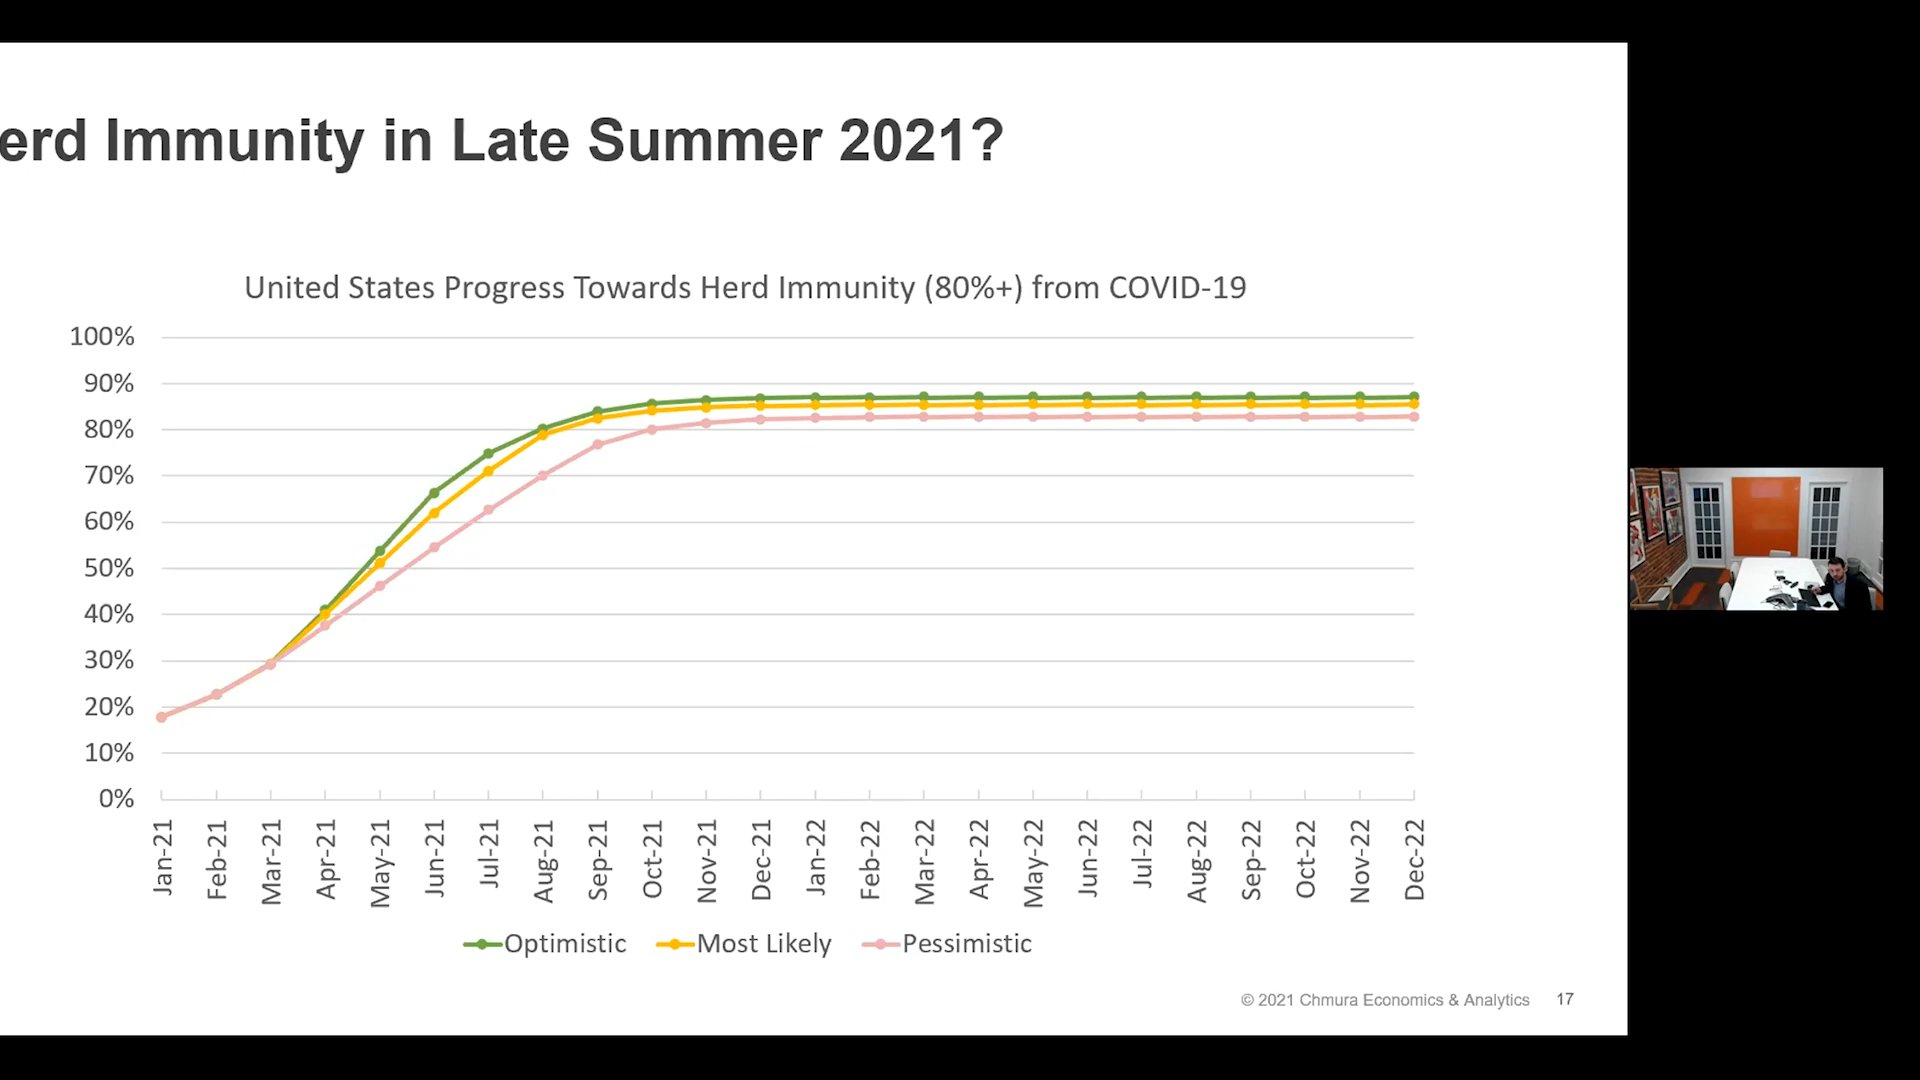 erd Immunity in Late Summer 2021?
United States Progress Towards Herd Immunity (80%+) from COVID-19
100%
90%
80%
70%
60%
50%
40%
30%
20%
10%
0%
Jan-21
Feb-21
Mar-21
Apr-21
May-21
Jun-21
Jul-21
Aug-21
Sep-21
Oct-21
Nov-21
Dec-21
Jan-22
Feb-22
Mar-22
Apr-22
May-22
Jun-22
Jul-22
Aug-22
Sep-22
Oct-22
Nov-22
Dec-22
Optimistic Most Likely Pessimistic
© 2021 Chmura Economics & Analytics 17